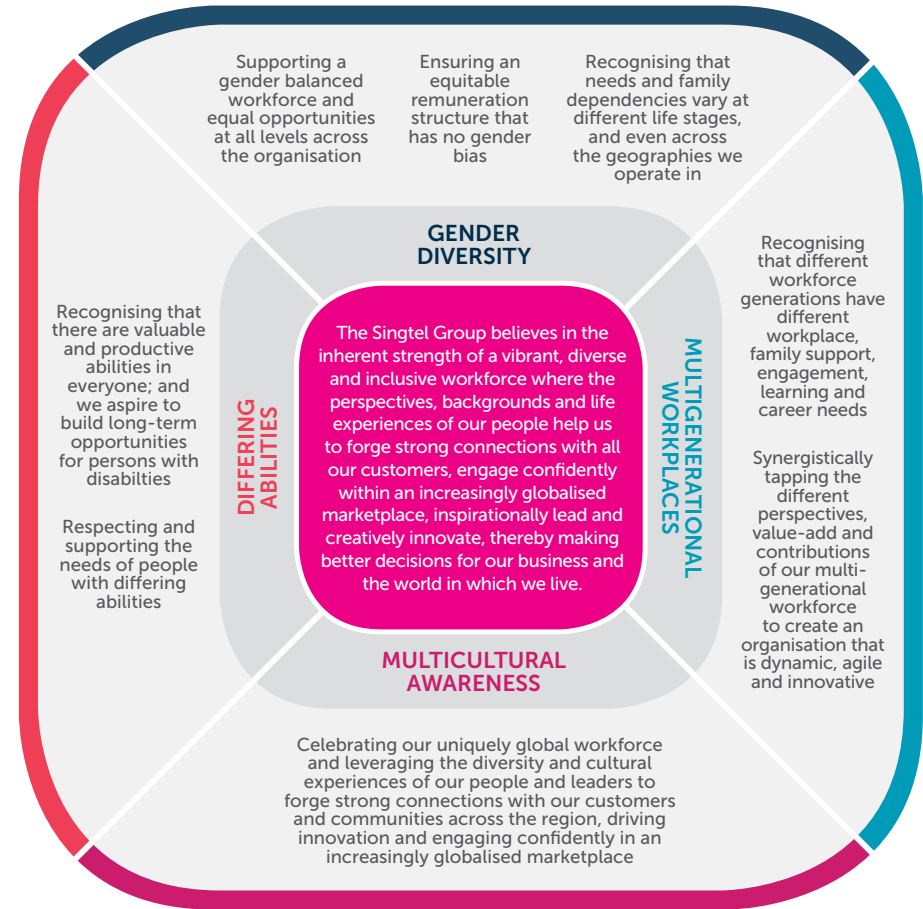 Supporting a
gender balanced
workforce and
equal opportunities
at all levels across
the organisation
Ensuring an
equitable
remuneration
structure that
has no gender
bias
Recognising that
needs and family
dependencies vary at
different life stages,
and even across
the geographies we
operate in
GENDER
DIVERSITY
Recognising that
there are valuable
and productive
abilities in
everyone; and
we aspire to
build long-term
opportunities
for persons with
disabilties
Respecting and
supporting the
needs of people
with differing
abilities
DIFFERING
ABILITIES
The Singtel Group believes in the
inherent strength of a vibrant, diverse
and inclusive workforce where the
perspectives, backgrounds and life
experiences of our people help us
to forge strong connections with all
our customers, engage confidently
within an increasingly globalised
marketplace, inspirationally lead and
creatively innovate, thereby making
better decisions for our business and
the world in which we live.
MULTIGENERATIONAL
WORKPLACES
Recognising
that different
workforce
generations have
different
workplace,
family support,
engagement,
learning and
career needs
Synergistically
tapping the
different
perspectives,
value-add and
contributions
of our multi-
generational
workforce
to create an
organisation that
is dynamic, agile
and innovative
MULTICULTURAL
AWARENESS
Celebrating our uniquely global workforce
and leveraging the diversity and cultural
experiences of our people and leaders to
forge strong connections with our customers
and communities across the region, driving
innovation and engaging confidently in an
increasingly globalised marketplace